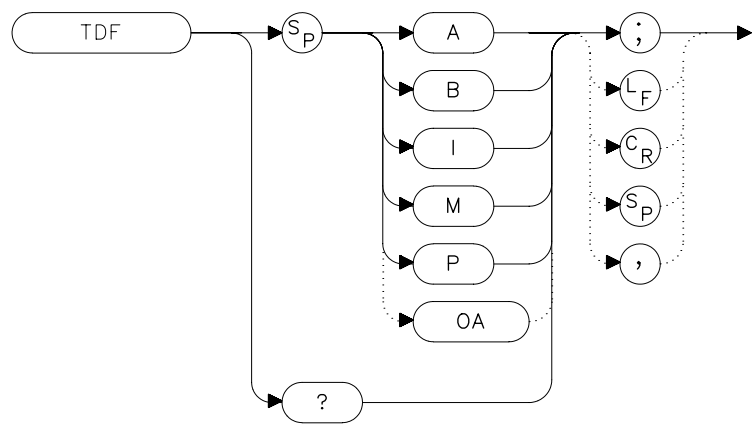 TDF SP A ;
B LF
I CR
M SP
P ,
OA
?